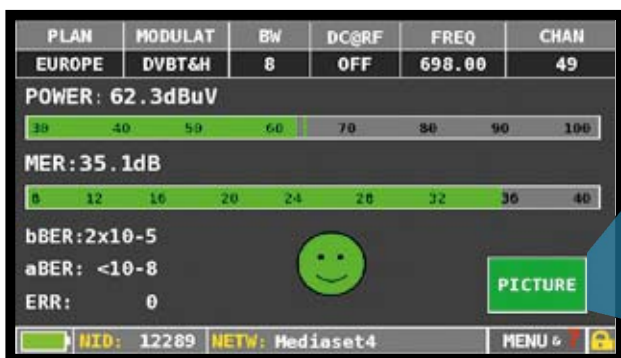 PLAN MODULAT BW DC@RF FREQ CHAN
EUROPE DVBT&H 8 OFF 698.00 49
POWER: 62.3dBuV
30 40 50 60 70 80 90 100
MER:35.1dB
8 12 16 20 24 28 32 36 40
bBER:2x10-5
aBER: <10-8
PICTURE
ERR: 0
NID: 12289 NETW: Mediaset4 MENU & ?